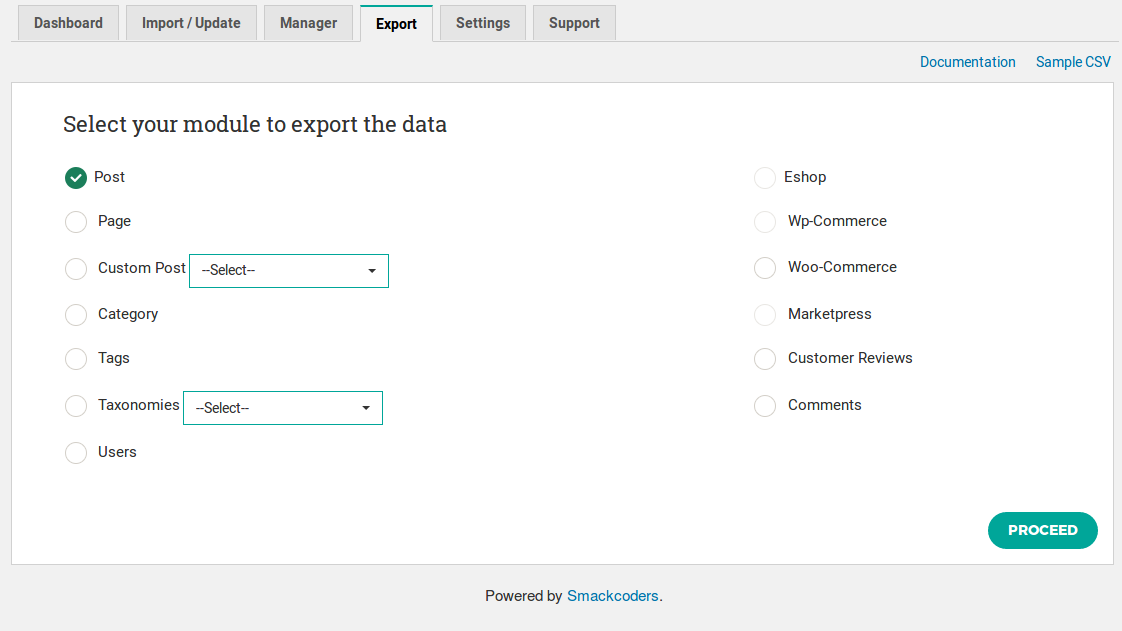 Dashboard Import / Update Manager Export Settings Support
Documentation Sample CSV
Select your module to export the data
Post
Page
Custom Post --Select--
Category
Tags
Taxonomies --Select--
Users
Eshop
Wp-Commerce
Woo-Commerce
Marketpress
Customer Reviews
Comments
PROCEED
Powered by Smackcoders.